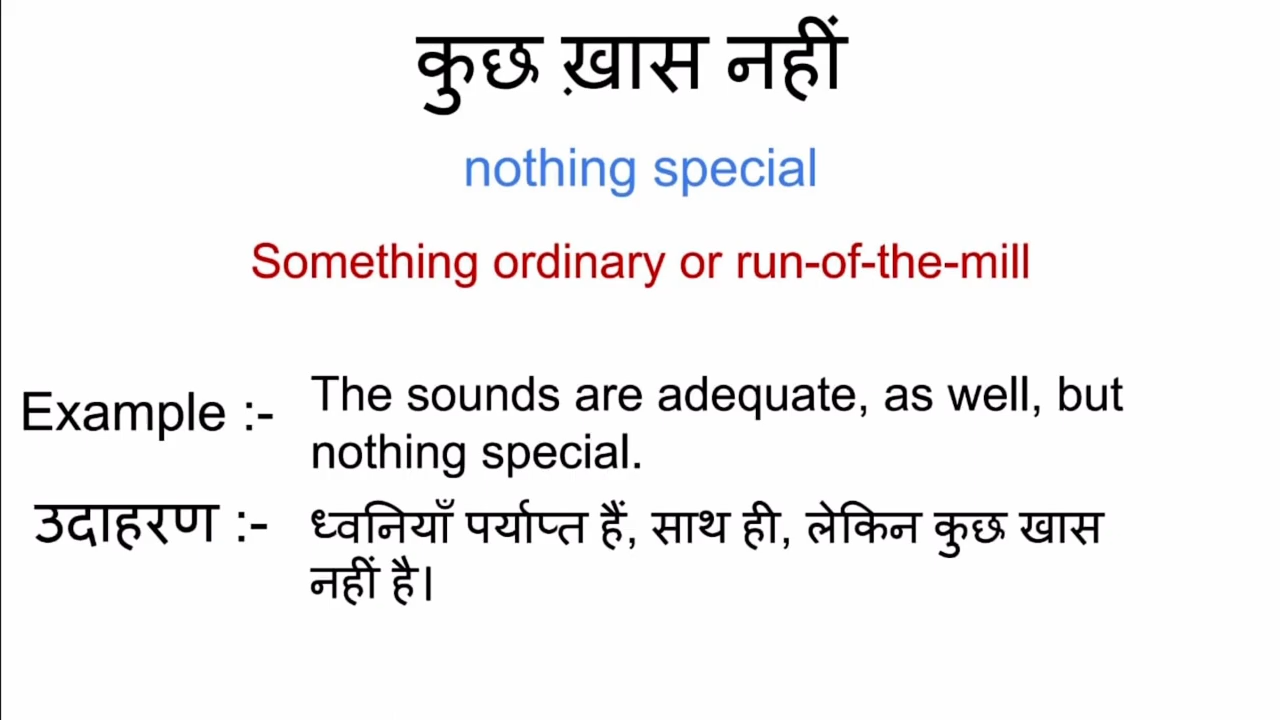 कुछ ख़ास नहीं
nothing special
Something ordinary or run-of-the-mill
Example :- The sounds are adequate, as well, but
nothing special.
उदाहरण :- ध्वनियाँ पर्याप्त हैं, साथ ही, लेकिन कुछ खास
नहीं है।